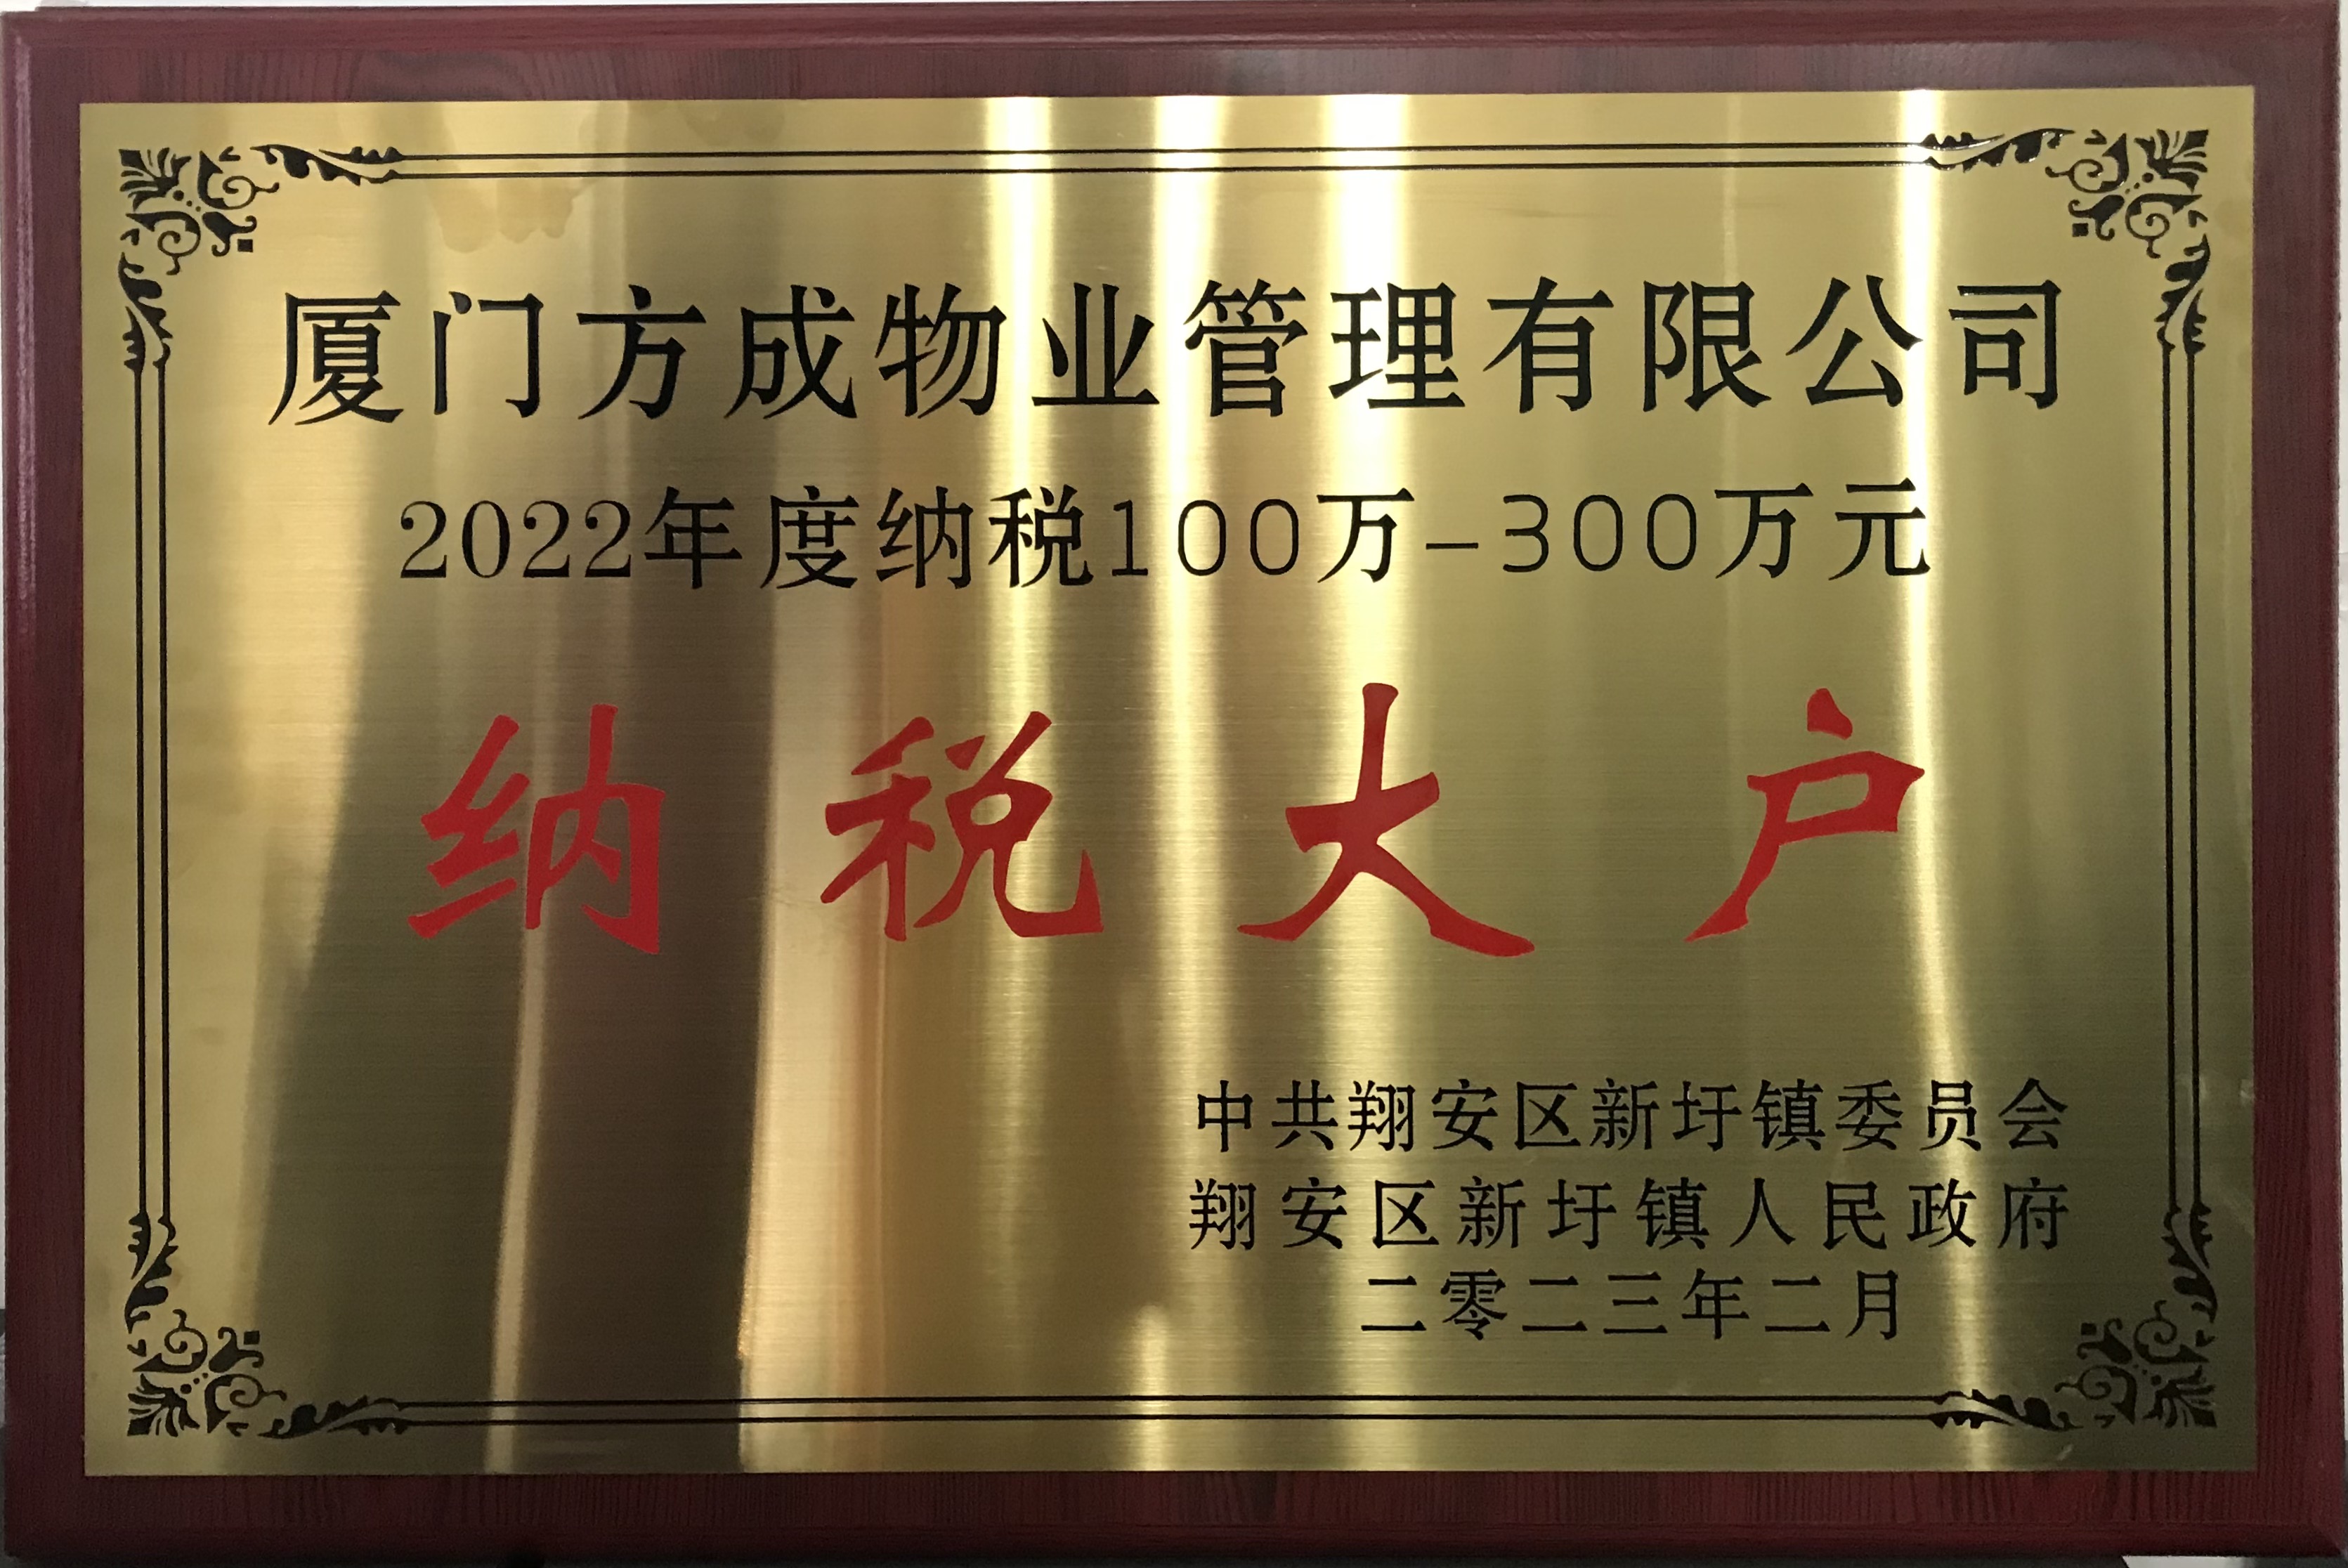 厦门方成物业管理有限公司
2022年度纳税100万-300万元
纳税大户
中共翔安区新圩镇委员会
翔安区新圩镇人民政府
二零二三年二月